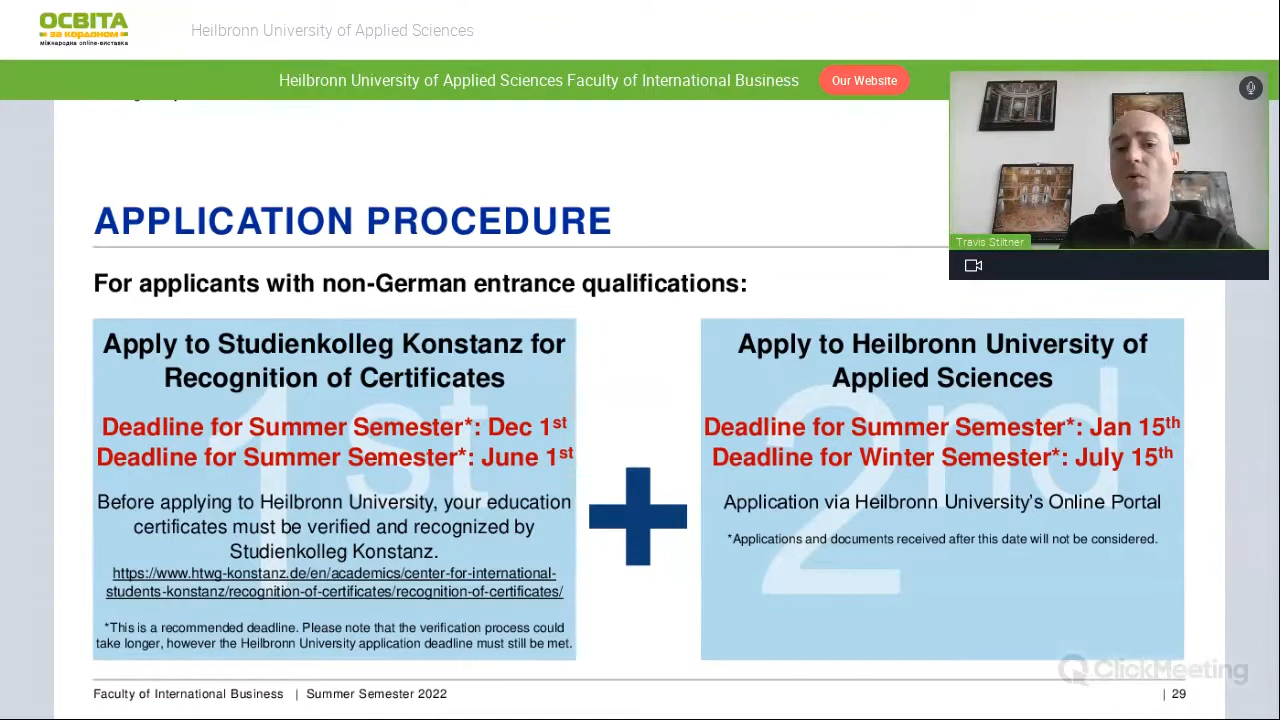 ОСВІТА
за кордоном
міжнародна online-виставка
Heilbronn University of Applied Sciences
Heilbronn University of Applied Sciences Faculty of International Business
Our Website
Travis Stiltner
APPLICATION PROCEDURE
For applicants with non-German entrance qualifications:
1st
Apply to Studienkolleg Konstanz for
Recognition of Certificates
Deadline for Summer Semester*: Dec 1st
Deadline for Summer Semester*: June 1st
Before applying to Heilbronn University, your education
certificates must be verified and recognized by
Studienkolleg Konstanz.
https://www.htwg-konstanz.de/en/academics/center-for-international-
students-konstanz/recognition-of-certificates/recognition-of-certificates/
*This is a recommended deadline. Please note that the verification process could
take longer, however the Heilbronn University application deadline must still be met.
2nd
Apply to Heilbronn University of
Applied Sciences
Deadline for Summer Semester*: Jan 15th
Deadline for Winter Semester*: July 15th
Application via Heilbronn University's Online Portal
*Applications and documents received after this date will not be considered.
ClickMeeting
Faculty of International Business | Summer Semester 2022
| 29